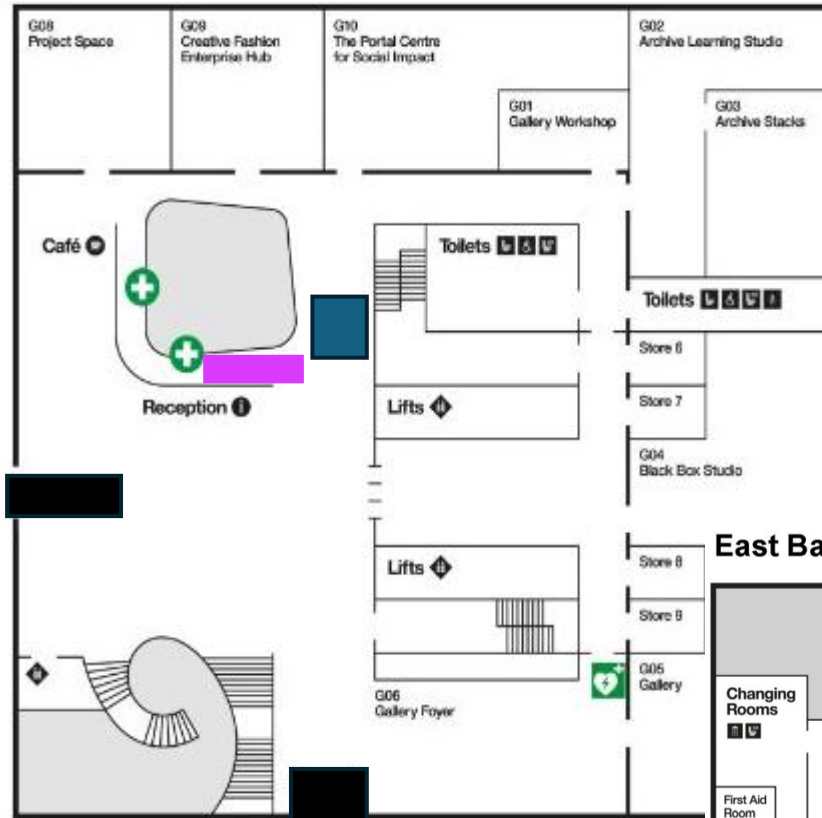 G08
Project Space
G09
Creative Fashion
Enterprise Hub
G10
The Portal Centre
for Social Impact
G02
Archive Learning Studio
G01
Gallery Workshop
G03
Archive Stacks
Café
Toilets
Toilets
Store 6
Reception
Lifts
Store 7
G04
Black Box Studio
East Ba
Lifts
Store 8
Store 9
G06
Gallery Foyer
G05
Gallery
Changing
Rooms
First Aid
Room